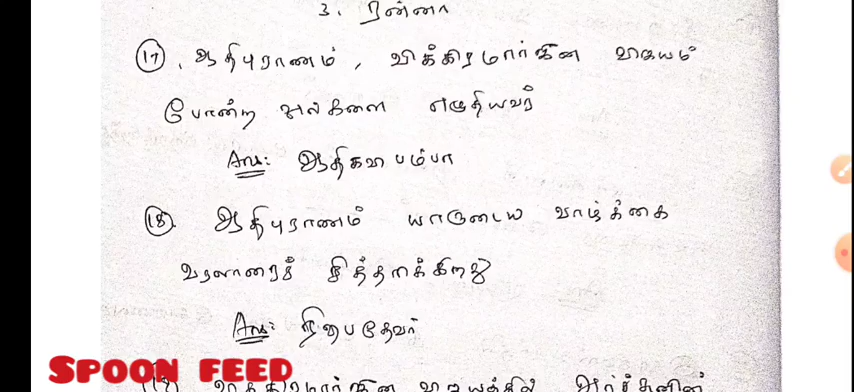 3. ரன்னா
17. ஆதிபுராணம், விக்கிரமார்சுன விஜயம்
போன்ற நூல்களை எழுதியவர்
Ans: ஆதிகவி பம்பா
18. ஆதிபுராணம் யாருடைய வாழ்க்கை
வரலாறைச் சித்தரிக்கிறது
Ans: ரிஷபதேவர்
SPOON FEED